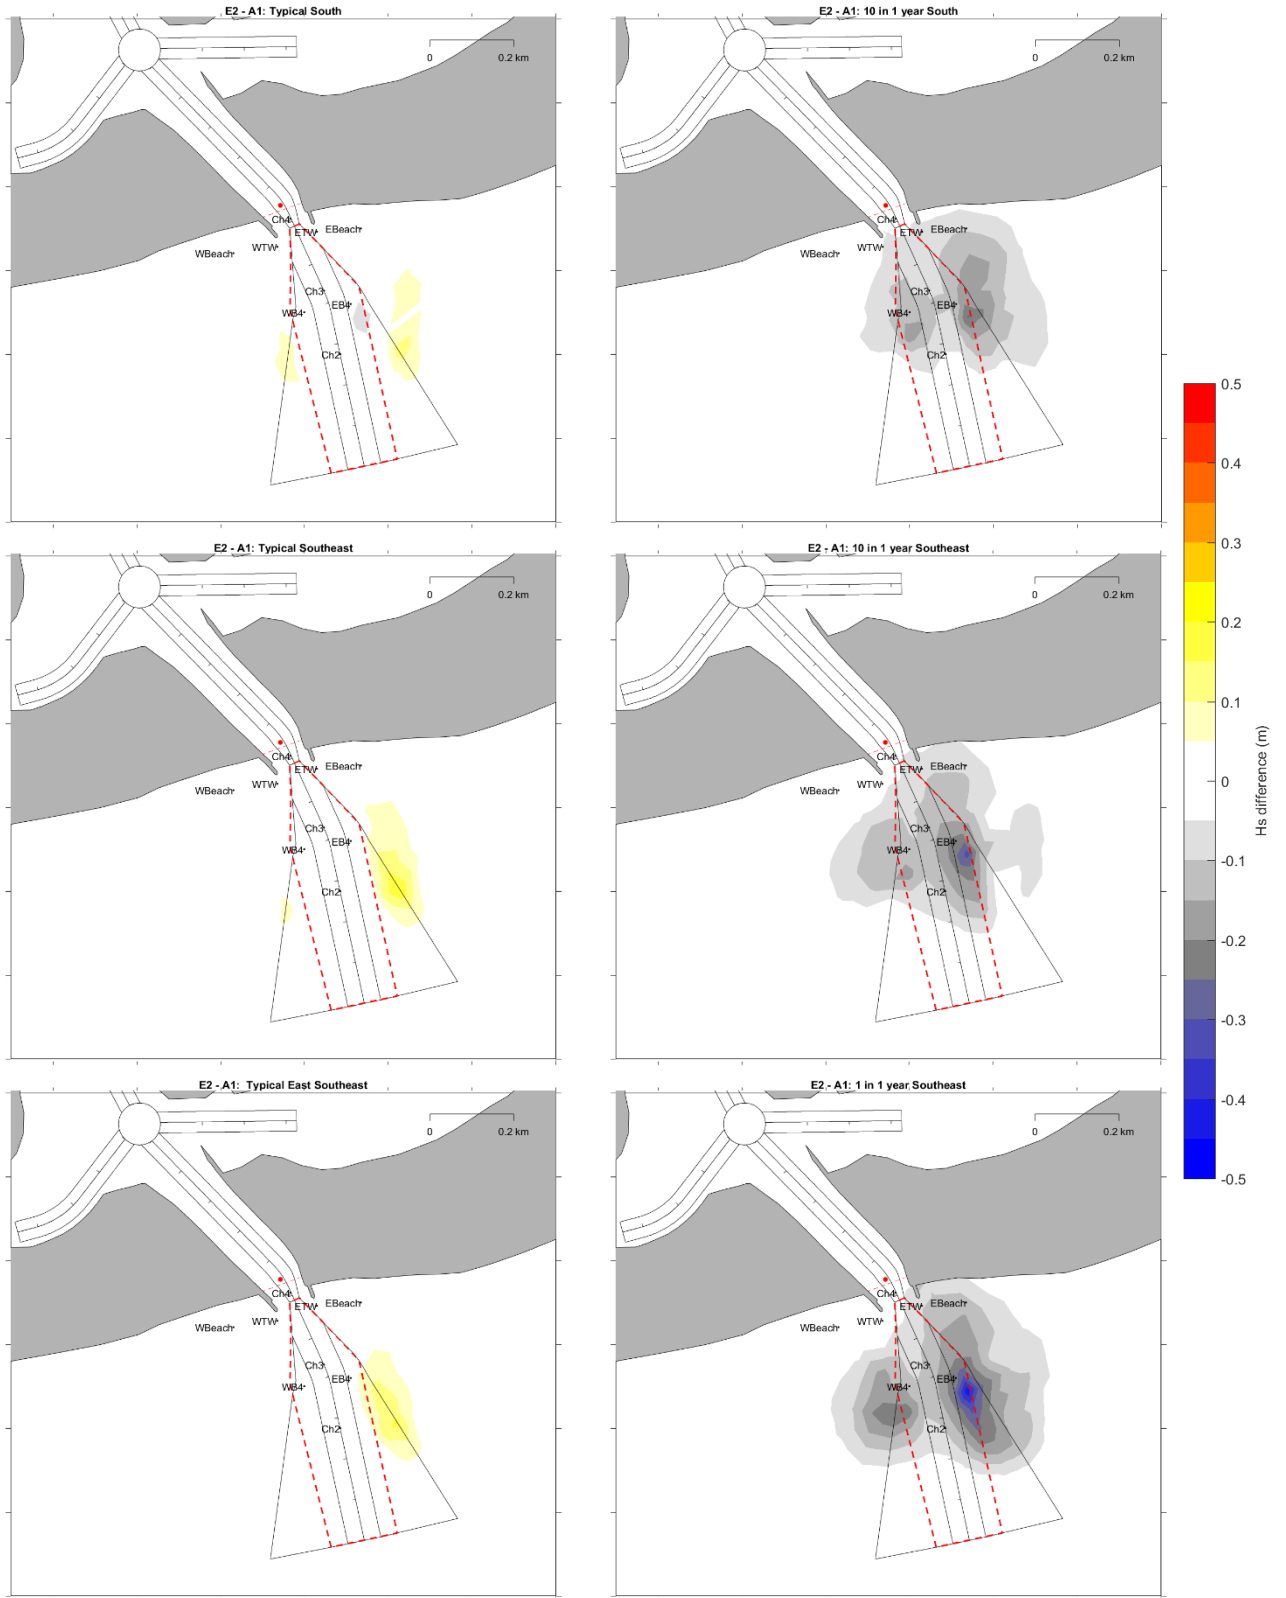 E2 - A1: Typical South
0
0.2 km
Ch4
ETW
EBeach
WTW
WBeach
Ch3
EB4
WB4
Ch2
E2 - A1: 10 in 1 year South
0
0.2 km
Ch4
ETW
EBeach
WTW
WBeach
Ch3
EB4
WB4
Ch2
E2 - A1: Typical Southeast
0
0.2 km
Ch4
ETW
EBeach
WTW
WBeach
Ch3
EB4
WB4
Ch2
E2 - A1: 10 in 1 year Southeast
0
0.2 km
Ch4
ETW
EBeach
WTW
WBeach
Ch3
EB4
WB4
Ch2
E2 - A1: Typical East Southeast
0
0.2 km
Ch4
ETW
EBeach
WTW
WBeach
Ch3
EB4
WB4
Ch2
E2 - A1: 1 in 1 year Southeast
0
0.2 km
Ch4
ETW
EBeach
WTW
WBeach
Ch3
EB4
WB4
Ch2
0.5
0.4
0.3
0.2
0.1
0
-0.1
-0.2
-0.3
-0.4
-0.5
Hs difference (m)